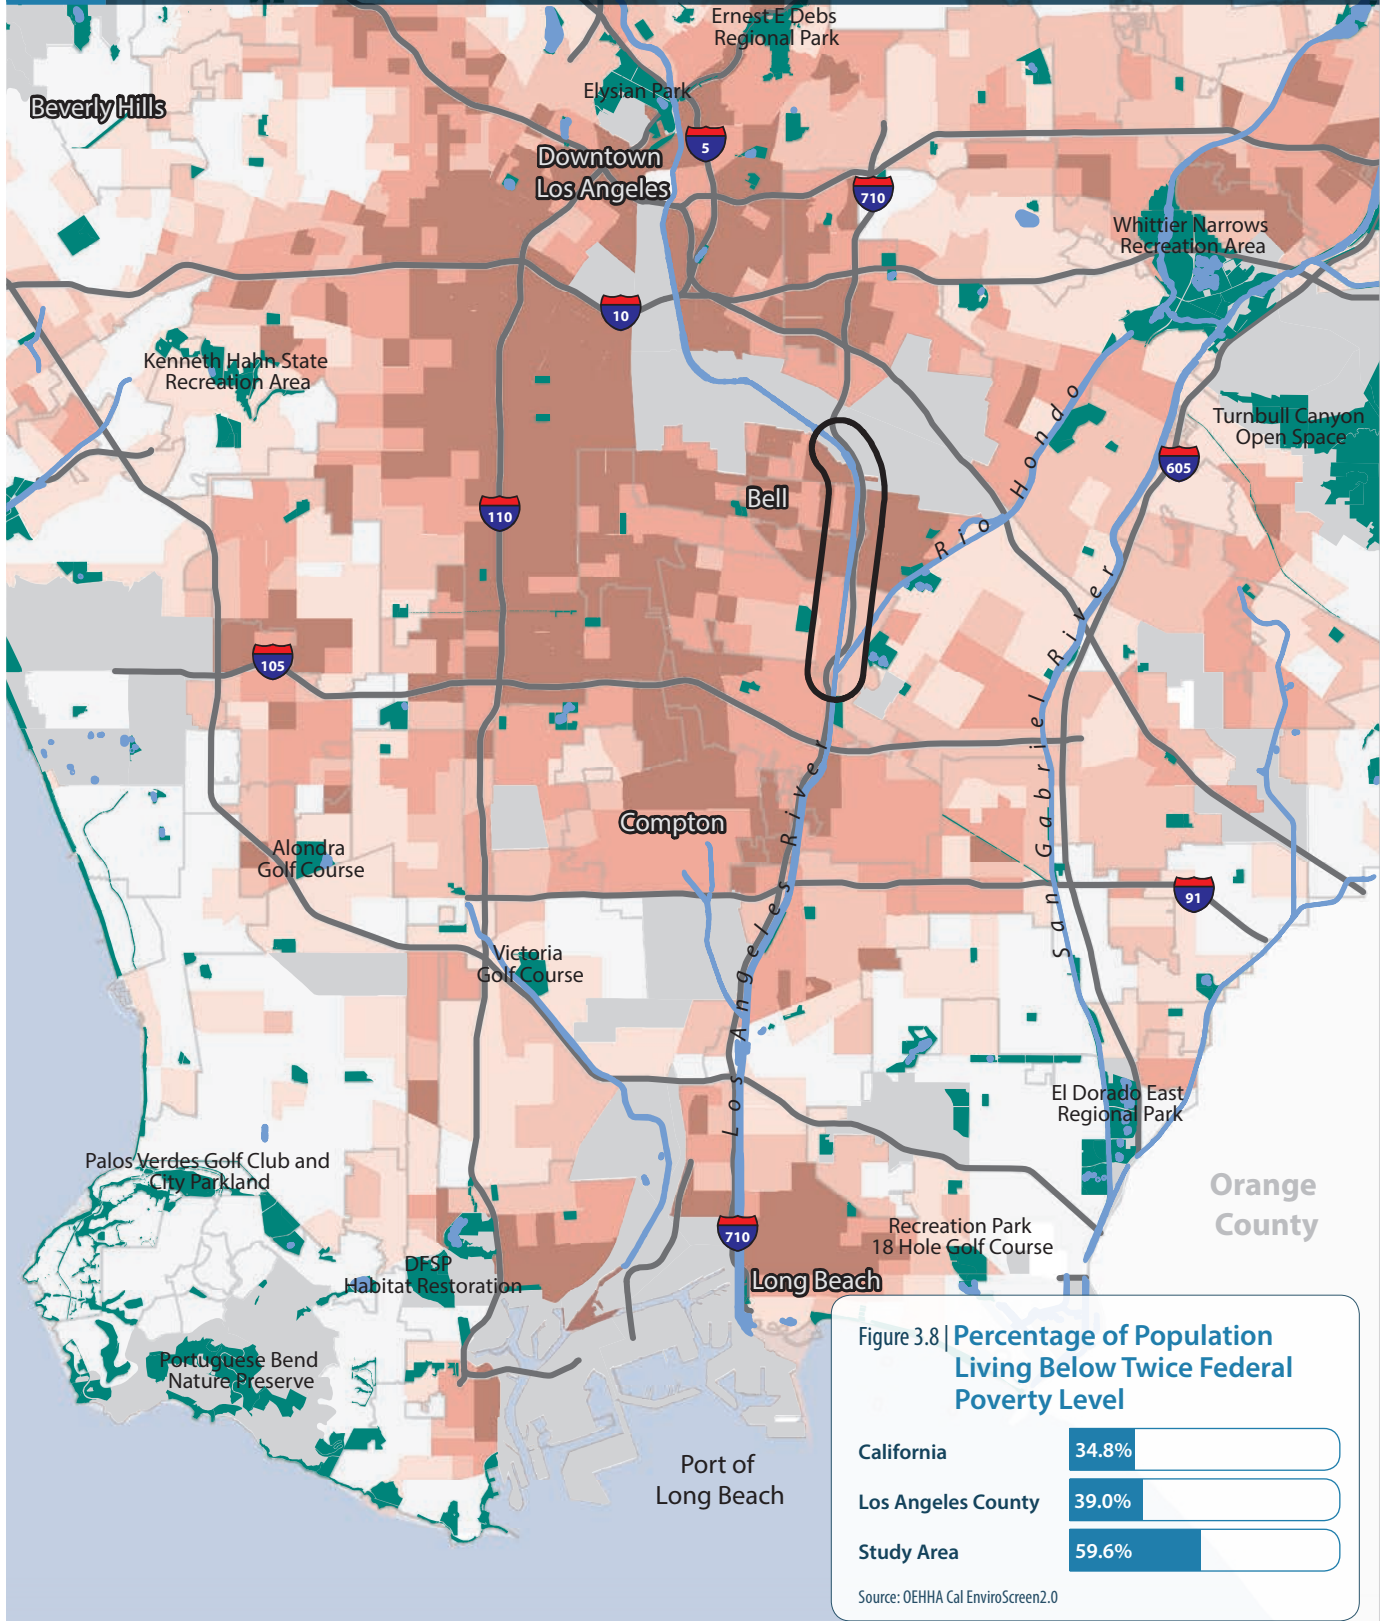 Ernest E Debs
Regional Park
Elysian Park
Beverly Hills
5
Downtown
Los Angeles
710
Whittier Narrows
Recreation Area
10
Kenneth Hahn State
Recreation Area
Rio Hondo
Turnbull Canyon
Open Space
605
Bell
110
105
San Gabriel River
Los Angeles River
Compton
Alondra
Golf Course
91
Victoria
Golf Course
El Dorado East
Regional Park
Palos Verdes Golf Club and
City Parkland
Orange
County
710
Recreation Park
18 Hole Golf Course
DFSP
Habitat Restoration
Long Beach
Portuguese Bend
Nature Preserve
Port of
Long Beach
Figure 3.8 | Percentage of Population
Living Below Twice Federal
Poverty Level
California 34.8%
Los Angeles County 39.0%
Study Area 59.6%
Source: OEHHA Cal EnviroScreen2.0